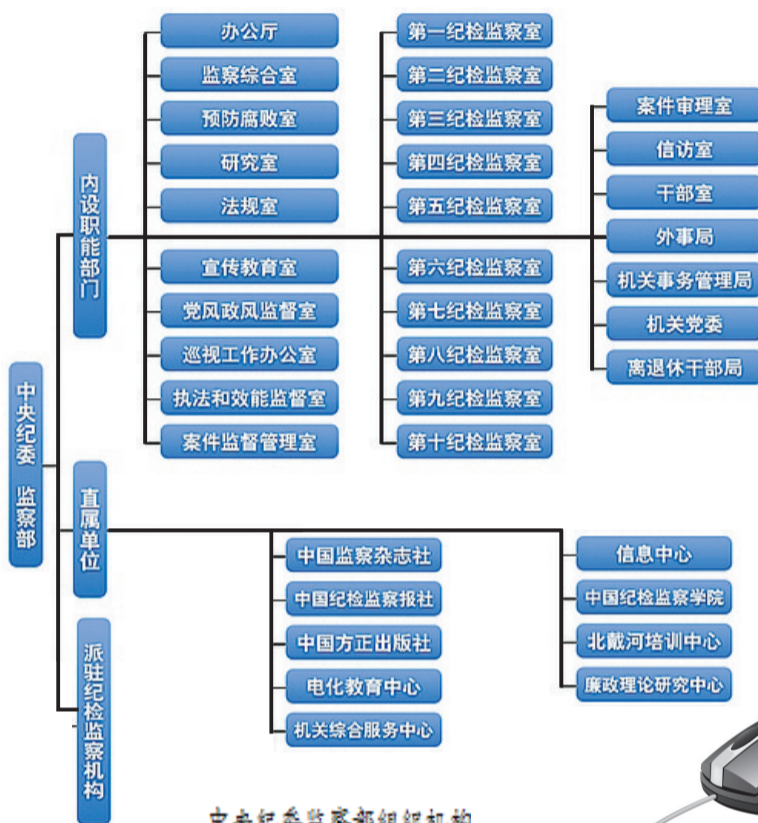 中央纪委 监察部
内设职能部门
办公厅
监察综合室
预防腐败室
研究室
法规室
宣传教育室
党风政风监督室
巡视工作办公室
执法和效能监督室
案件监督管理室
第一纪检监察室
第二纪检监察室
第三纪检监察室
第四纪检监察室
第五纪检监察室
第六纪检监察室
第七纪检监察室
第八纪检监察室
第九纪检监察室
第十纪检监察室
案件审理室
信访室
干部室
外事局
机关事务管理局
机关党委
离退休干部局
直属单位
中国监察杂志社
中国纪检监察报社
中国方正出版社
电化教育中心
机关综合服务中心
信息中心
中国纪检监察学院
北戴河培训中心
廉政理论研究中心
派驻纪检监察机构
中央纪委监察部组织机构